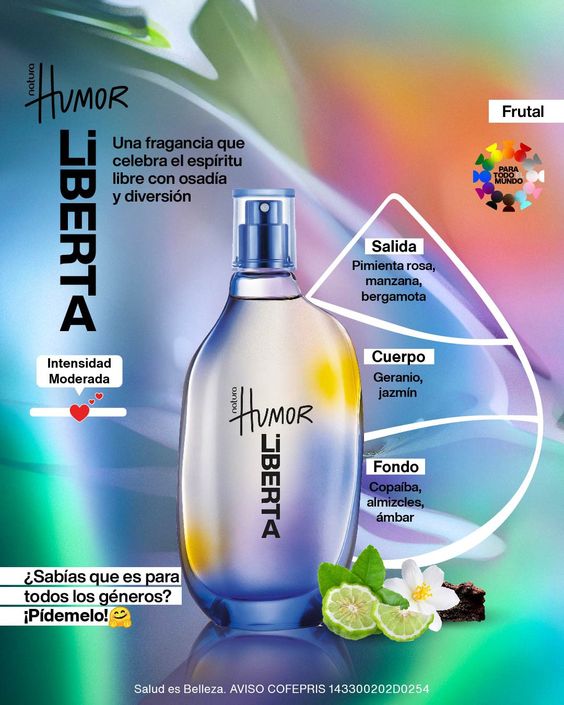 natura
HUMOR
LIBERTA
Una fragancia que
celebra el espíritu
libre con osadía
y diversión
Frutal
PARA
TODO
MUNDO
Intensidad
Moderada
Salida
Pimienta rosa,
manzana,
bergamota
Cuerpo
Geranio,
jazmín
Fondo
Copaíba,
almizcles,
ámbar
natura
HUMOR
LIBERTA
¿Sabías que es para
todos los géneros?
¡Pídemelo!🤗
Salud es Belleza. AVISO COFEPRIS 143300202D0254